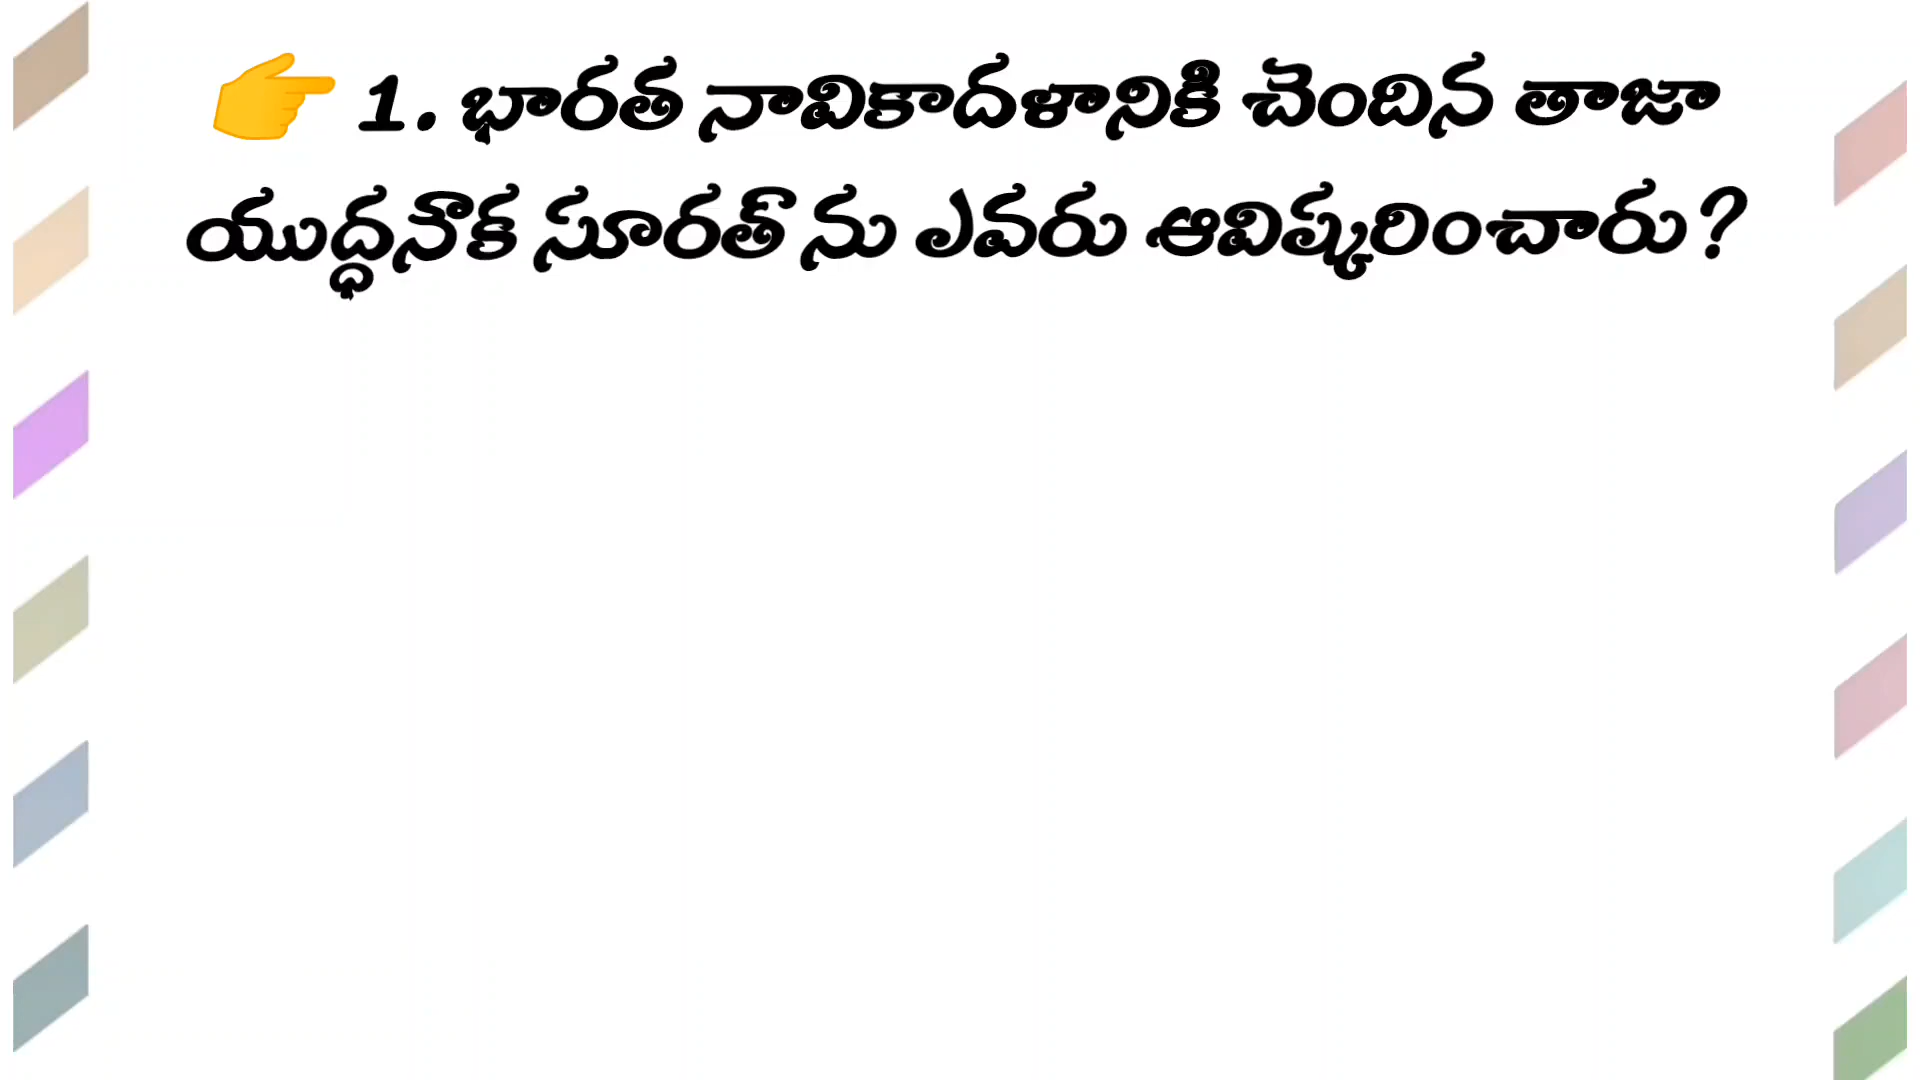 👉 1. భారత నావికాదళానికి చెందిన తాజా
యుద్ధనౌక సూరత్ ను ఎవరు ఆవిష్కరించారు?